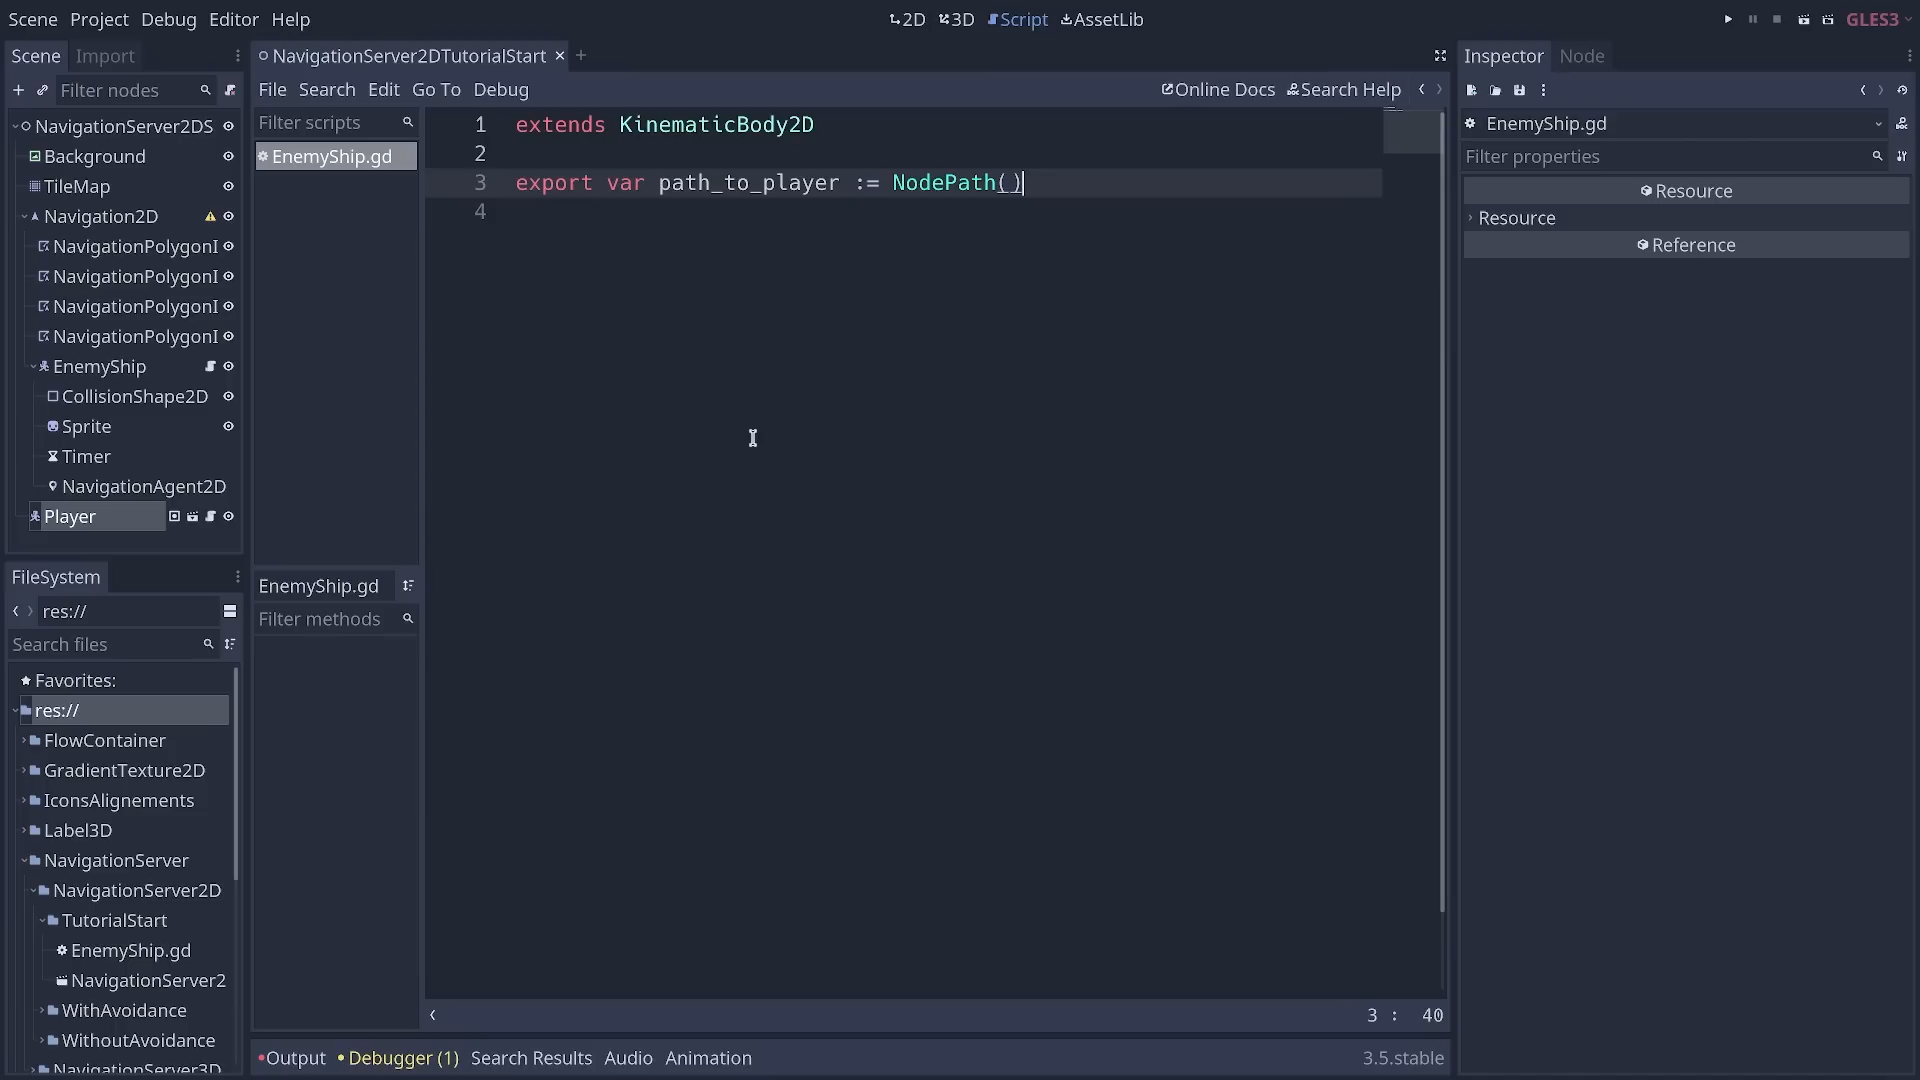 Scene Project Debug Editor Help
2D 3D Script AssetLib
GLES3
Scene Import
Filter nodes
NavigationServer2DS
Background
TileMap
Navigation2D
NavigationPolygonI
NavigationPolygonI
NavigationPolygonI
NavigationPolygonI
EnemyShip
CollisionShape2D
Sprite
Timer
NavigationAgent2D
Player
FileSystem
res://
Search files
Favorites:
res://
FlowContainer
GradientTexture2D
IconsAlignements
Label3D
NavigationServer
NavigationServer2D
TutorialStart
EnemyShip.gd
NavigationServer2
WithAvoidance
WithoutAvoidance
NavigationServer3D
NavigationServer2DTutorialStart
File Search Edit Go To Debug
Online Docs Search Help
Filter scripts
EnemyShip.gd
EnemyShip.gd
Filter methods
1 extends KinematicBody2D
2
3 export var path_to_player := NodePath()
4
3 : 40
Output Debugger (1) Search Results Audio Animation
3.5.stable
Inspector Node
EnemyShip.gd
Filter properties
Resource
Resource
Reference